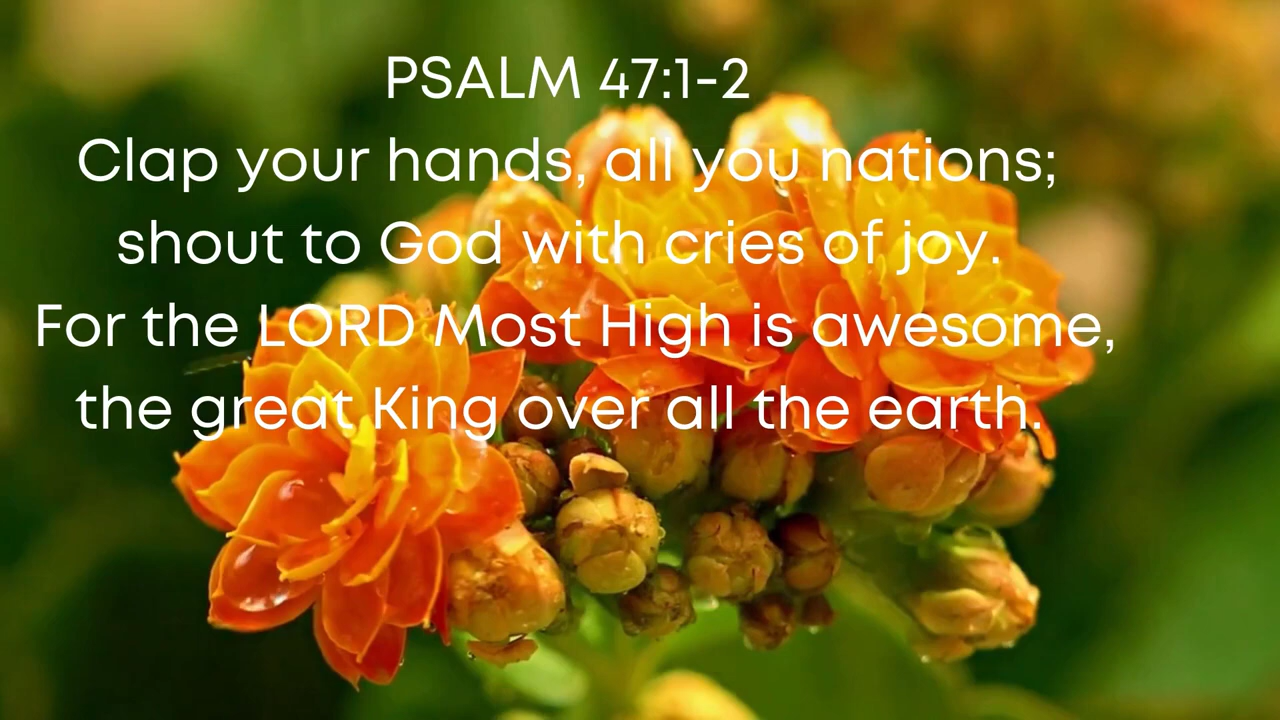 PSALM 47:1-2
Clap your hands, all you nations;
shout to God with cries of joy.
For the LORD Most High is awesome,
the great King over all the earth.